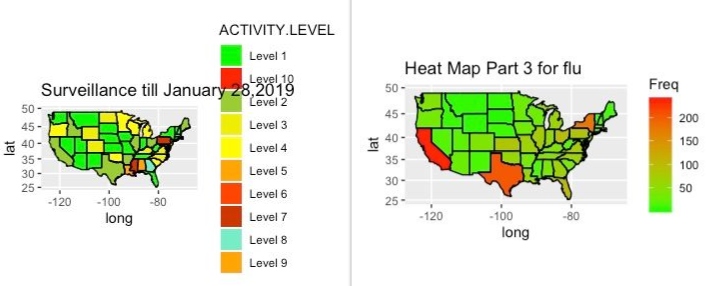 ACTIVITY.LEVEL
Level 1
Level 10
Level 2
Level 3
Level 4
Level 5
Level 6
Level 7
Level 8
Level 9
Surveillance till January 28,2019
50
45
40
35
30
25
lat
-120
-100
-80
long
Heat Map Part 3 for flu
50
45
40
35
30
25
lat
-120
-100
-80
long
Freq
200
150
100
50